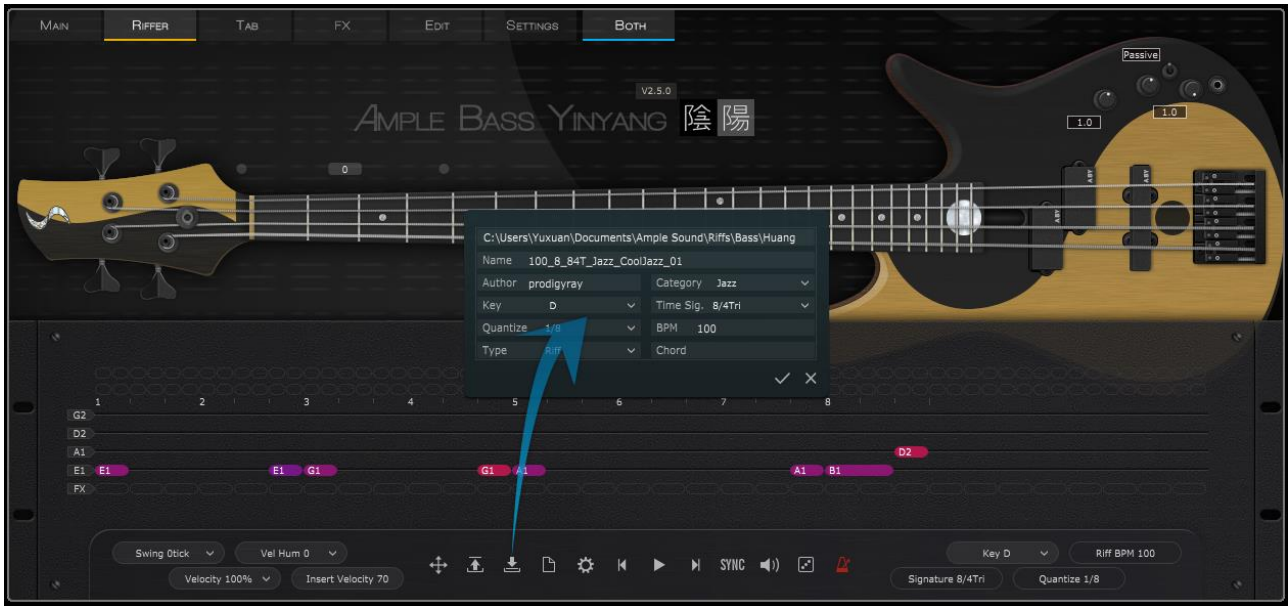 MAIN RIFFER TAB FX EDIT SETTINGS BOTH
Passive
V2.5.0
AMPLE BASS YINYANG 陰 陽
1.0
1.0
0
ABY
ABY
ABY
C:\Users\Yuxuan\Documents\Ample Sound\Riffs\Bass\Huang
Name 100_8_84T_Jazz_CoolJazz_01
Author prodigyray Category Jazz
Key D Time Sig. 8/4Tri
Quantize 1/8 BPM 100
Type Riff Chord
1 2 3 5 6 7 8
G2
D2
A1 D2
E1 E1 E1 G1 G1 A1 A1 B1
FX
Swing 0tick Vel Hum 0 SYNC Key D Riff BPM 100
Velocity 100% Insert Velocity 70 Signature 8/4Tri Quantize 1/8